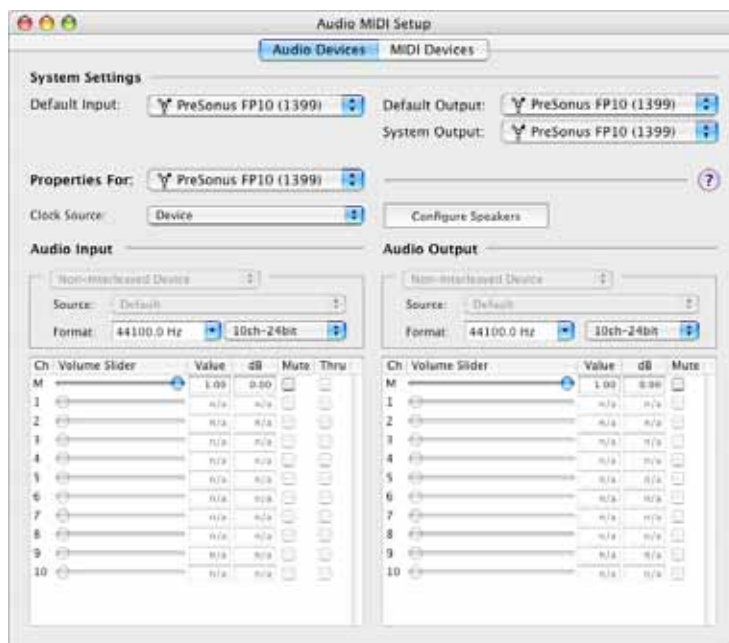 Audio MIDI Setup
Audio Devices MIDI Devices
System Settings
Default Input: PreSonus FP10 (1399) Default Output: PreSonus FP10 (1399)
System Output: PreSonus FP10 (1399)
Properties For: PreSonus FP10 (1399) ?
Clock Source: Device Configure Speakers
Audio Input Audio Output
Non-Interleaved Device Non-Interleaved Device
Source: Default Source: Default
Format: 44100.0 Hz 10ch-24bit Format: 44100.0 Hz 10ch-24bit
Ch Volume Slider Value dB Mute Thru Ch Volume Slider Value dB Mute
M 1.00 0.00 M 1.00 0.00
1 n/a n/a 1 n/a n/a
2 n/a n/a 2 n/a n/a
3 n/a n/a 3 n/a n/a
4 n/a n/a 4 n/a n/a
5 n/a n/a 5 n/a n/a
6 n/a n/a 6 n/a n/a
7 n/a n/a 7 n/a n/a
8 n/a n/a 8 n/a n/a
9 n/a n/a 9 n/a n/a
10 n/a n/a 10 n/a n/a